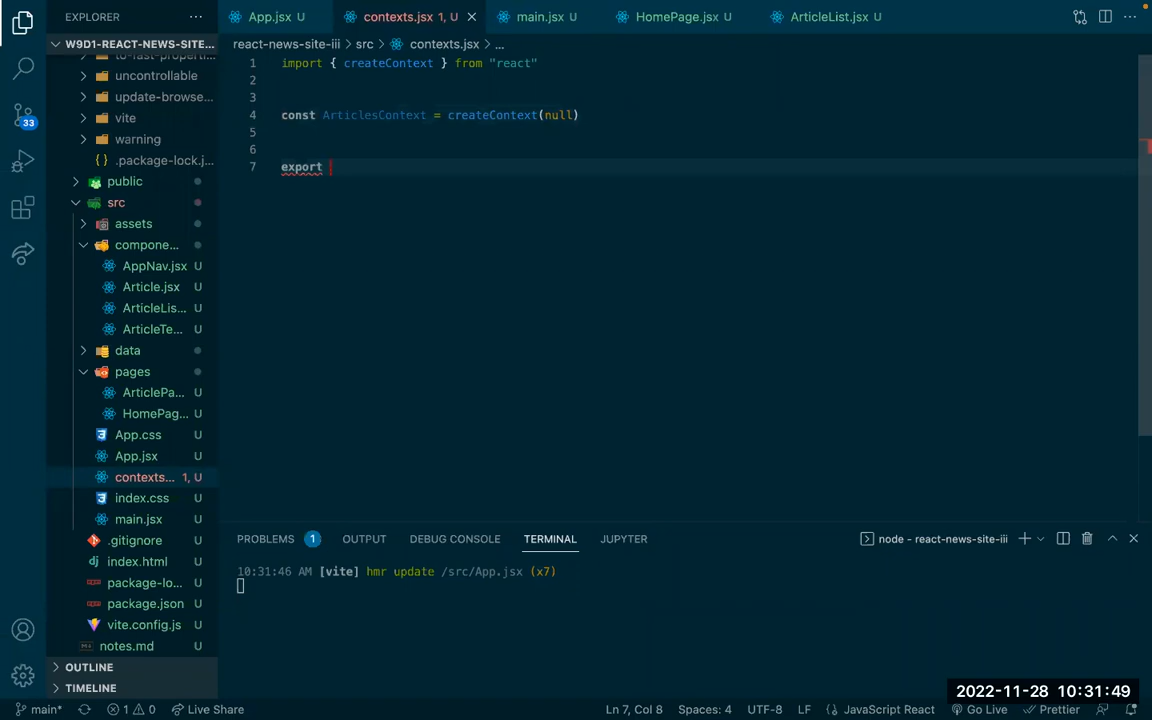 EXPLORER
W9D1-REACT-NEWS-SITE...
to-fast-properti...
uncontrollable
update-browse...
vite
warning
.package-lock.j...
public
src
assets
compone...
AppNav.jsx U
Article.jsx U
ArticleLis... U
ArticleTe... U
data
pages
ArticlePa... U
HomePag... U
App.css U
App.jsx U
contexts... 1, U
index.css U
main.jsx U
.gitignore U
index.html U
package-lo... U
package.json U
vite.config.js U
notes.md U
OUTLINE
TIMELINE
33
App.jsx U contexts.jsx 1, U main.jsx U HomePage.jsx U ArticleList.jsx U
react-news-site-iii > src > contexts.jsx > ...
1 import { createContext } from "react"
2
3
4 const ArticlesContext = createContext(null)
5
6
7 export
PROBLEMS 1 OUTPUT DEBUG CONSOLE TERMINAL JUPYTER node - react-news-site-iii
10:31:46 AM [vite] hmr update /src/App.jsx (x7)
2022-11-28 10:31:49
main* 1 0 Live Share Ln 7, Col 8 Spaces: 4 UTF-8 LF JavaScript React Go Live Prettier